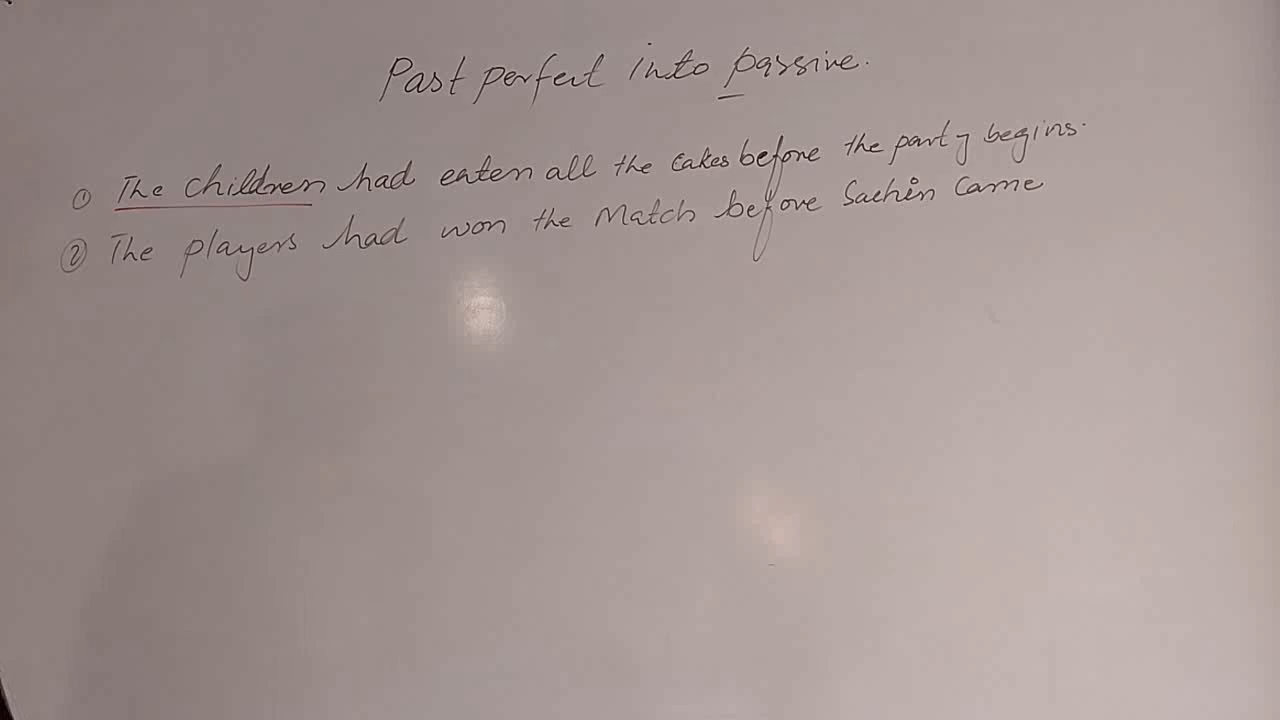 Past perfect into passive.
① The children had eaten all the cakes before the party begins.
② The players had won the Match before Sachin Came